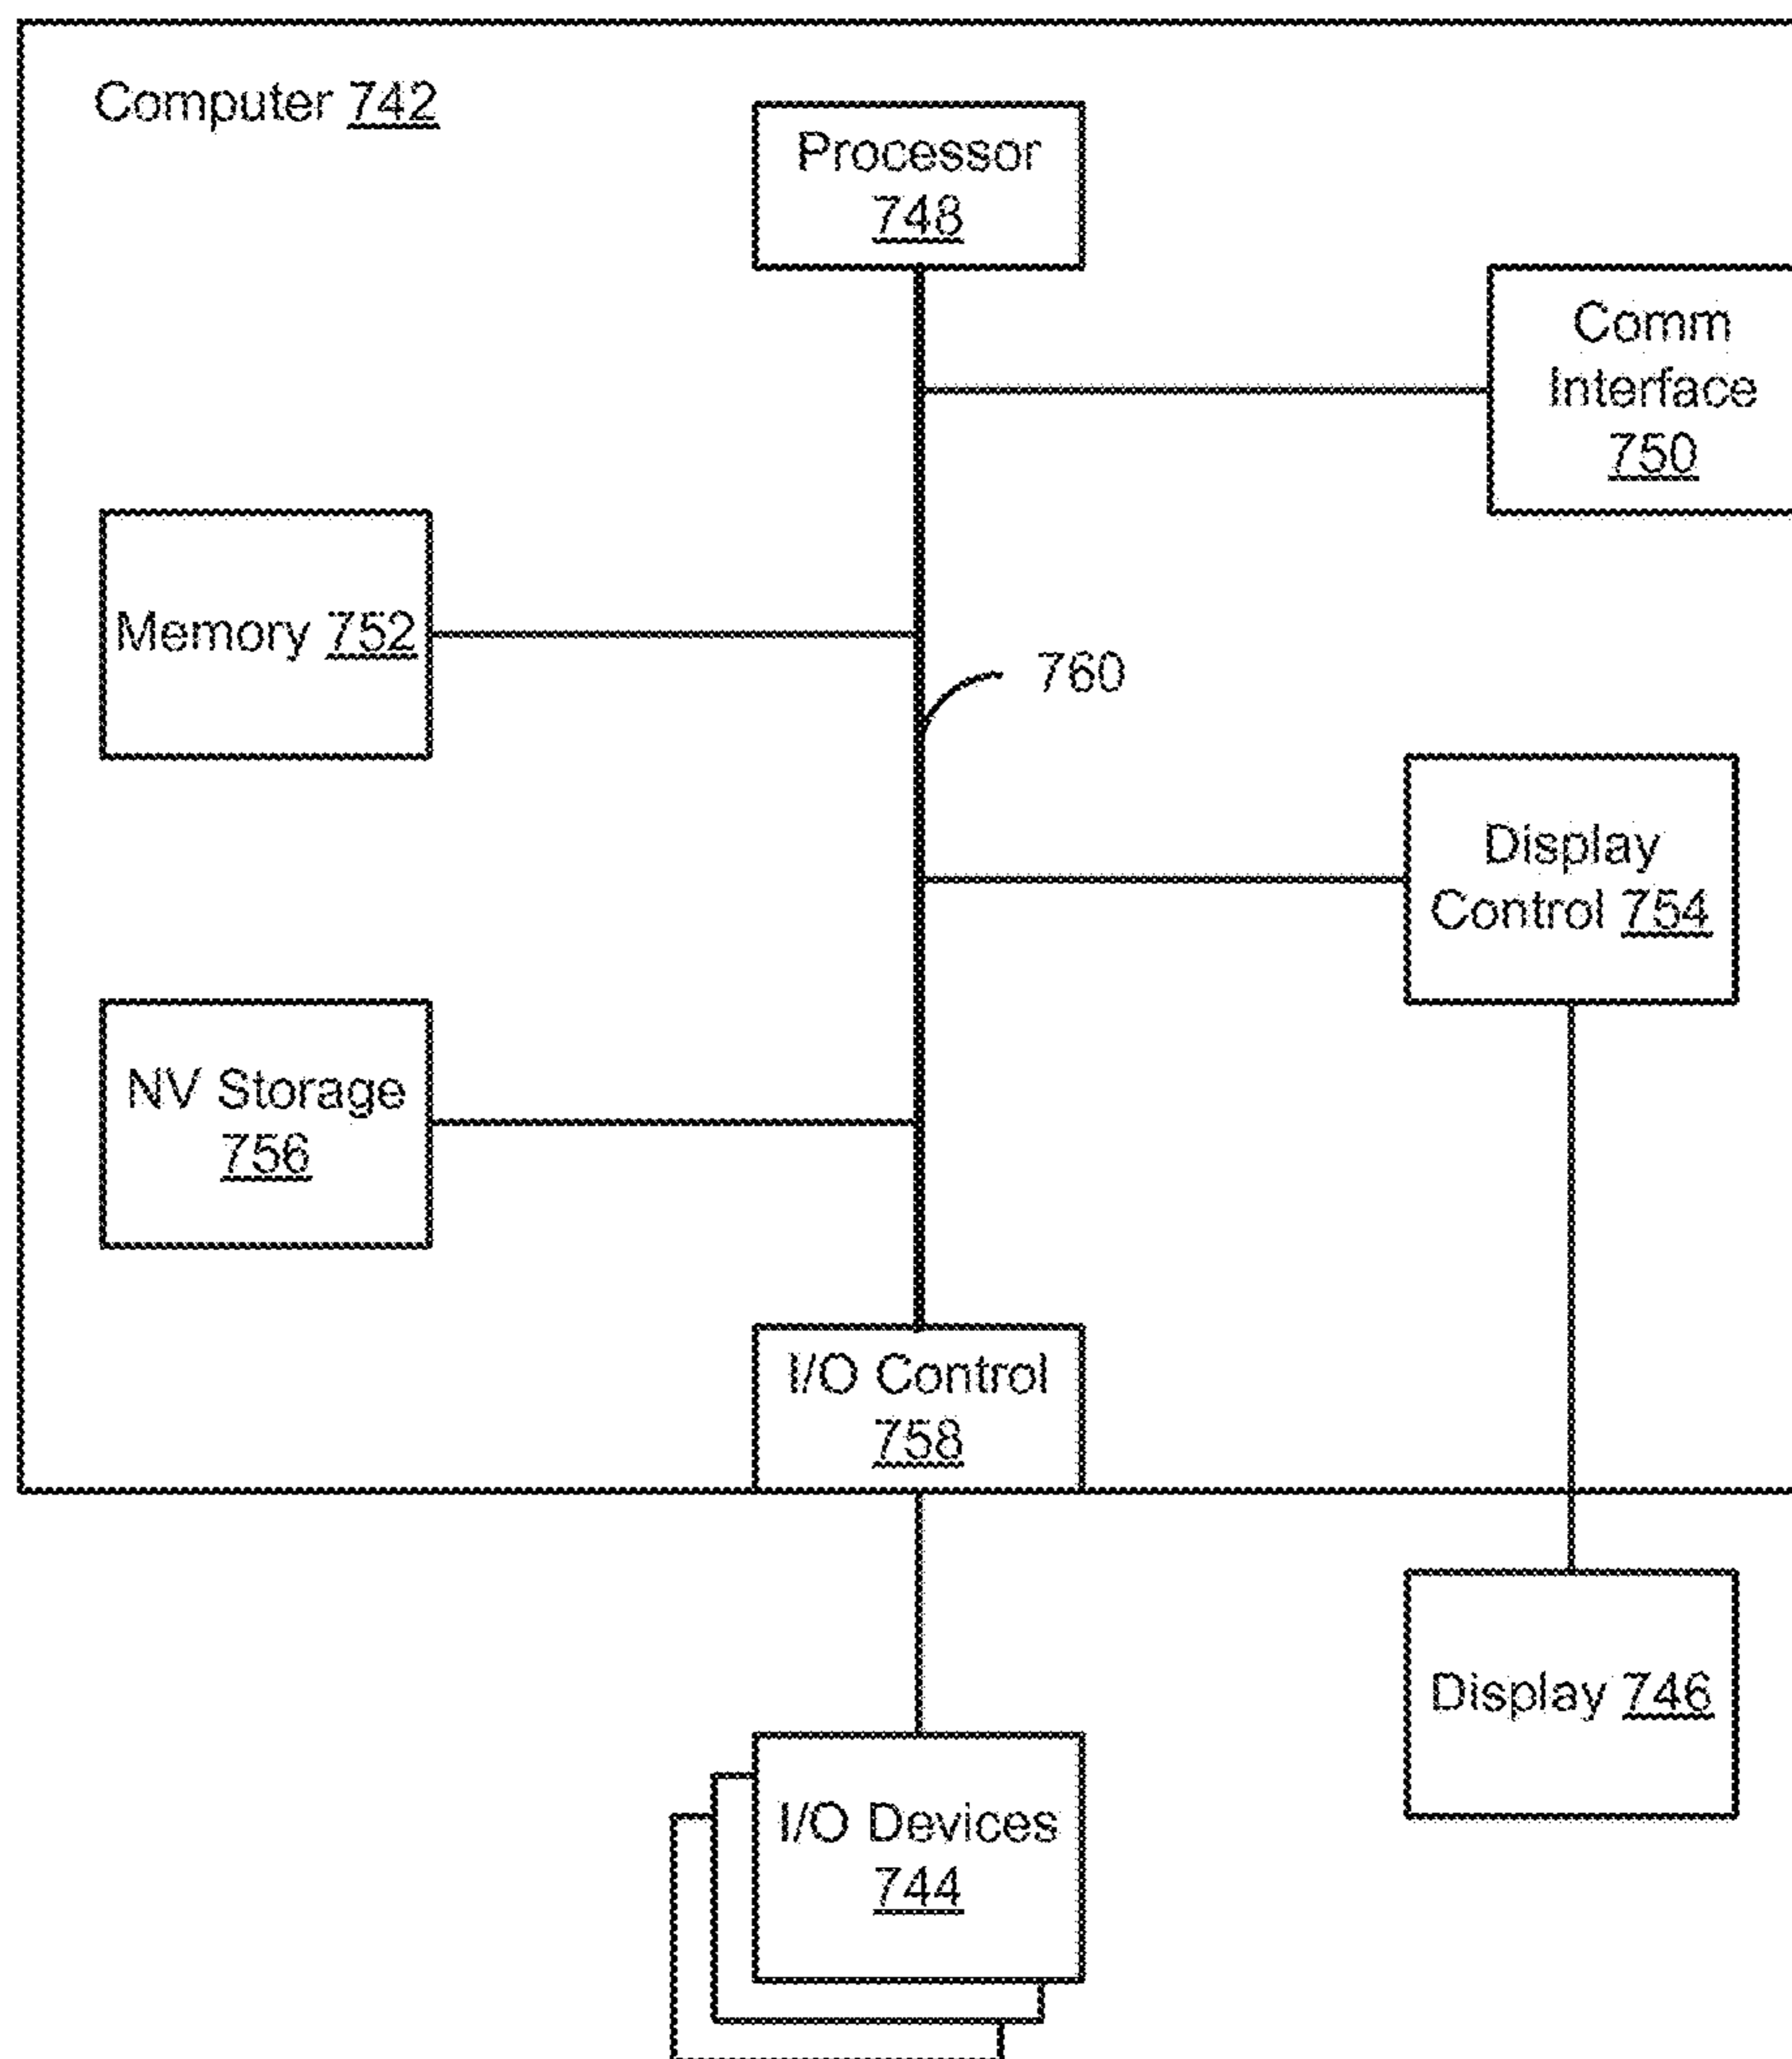 Computer 742
Processor
748
Comm
Interface
750
Memory 752
760
Display
Control 754
NV Storage
756
I/O Control
758
Display 746
I/O Devices
744